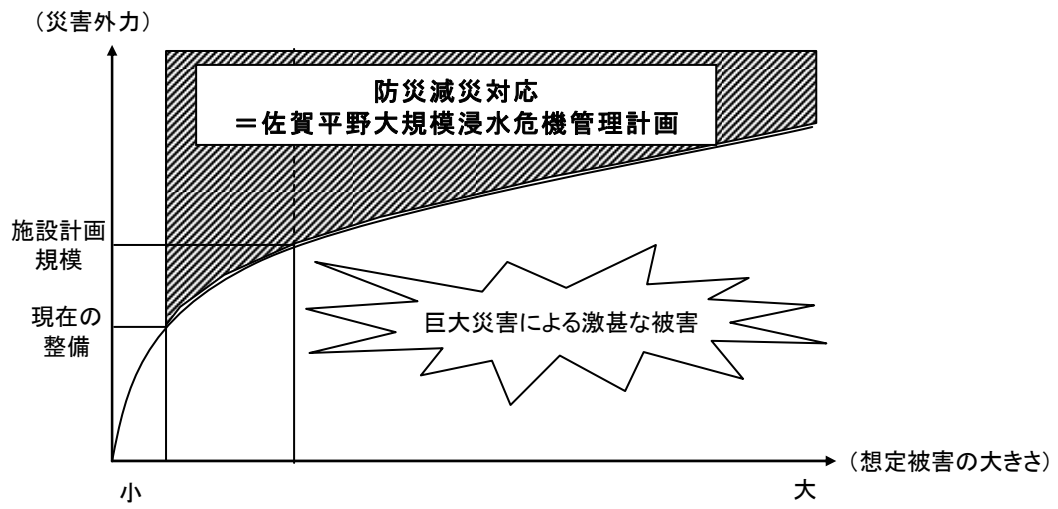 （災害外力）
防災減災対応
＝佐賀平野大規模浸水危機管理計画
施設計画
規模
現在の
整備
巨大災害による激甚な被害
（想定被害の大きさ）
小
大